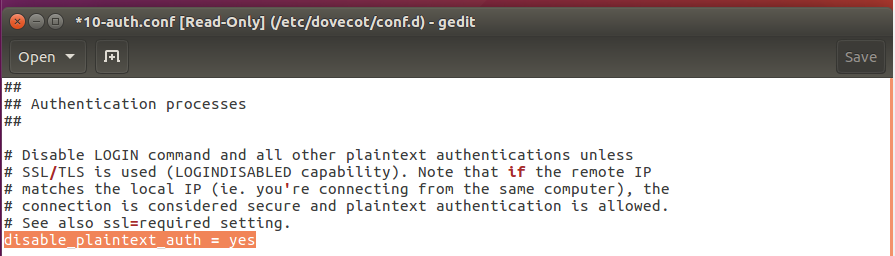 *10-auth.conf [Read-Only] (/etc/dovecot/conf.d) - gedit
Open
Save
##
## Authentication processes
##
# Disable LOGIN command and all other plaintext authentications unless
# SSL/TLS is used (LOGINDISABLED capability). Note that if the remote IP
# matches the local IP (ie. you're connecting from the same computer), the
# connection is considered secure and plaintext authentication is allowed.
# See also ssl=required setting.
disable_plaintext_auth = yes